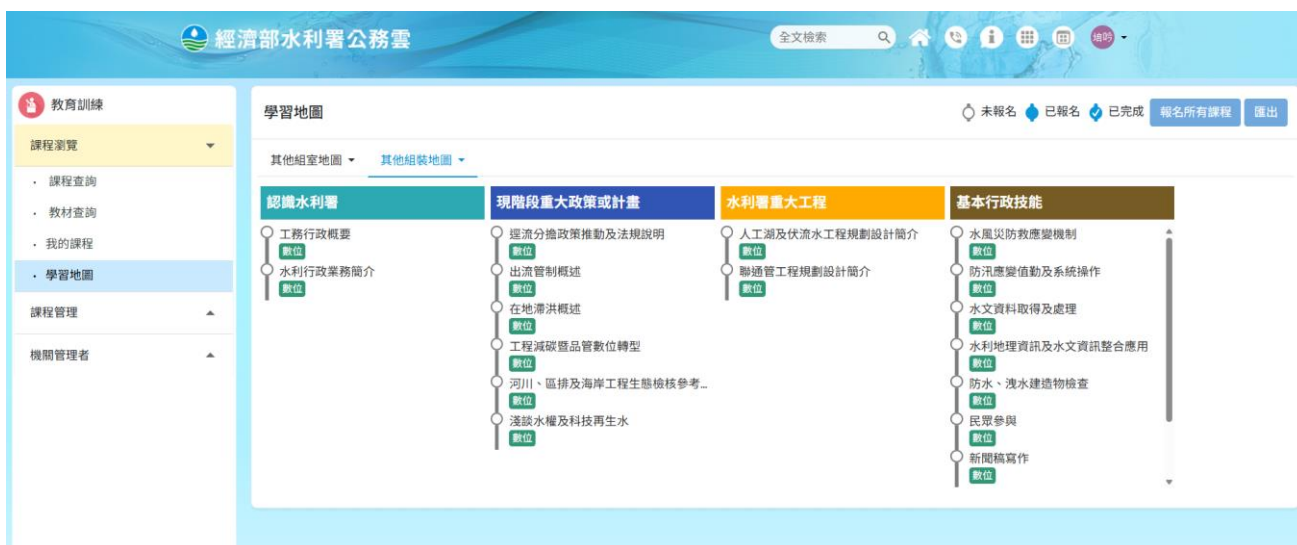 經濟部水利署公務雲
全文檢索
培吟
教育訓練
課程瀏覽
· 課程查詢
· 教材查詢
· 我的課程
· 學習地圖
課程管理
機關管理者
學習地圖
未報名 已報名 已完成 報名所有課程 匯出
其他組室地圖 其他組裝地圖
認識水利署
工務行政概要
數位
水利行政業務簡介
數位
現階段重大政策或計畫
逕流分擔政策推動及法規說明
數位
出流管制概述
數位
在地滯洪概述
數位
工程減碳暨品管數位轉型
數位
河川、區排及海岸工程生態檢核參考...
數位
淺談水權及科技再生水
數位
水利署重大工程
人工湖及伏流水工程規劃設計簡介
數位
聯通管工程規劃設計簡介
數位
基本行政技能
水風災防救應變機制
數位
防汛應變值勤及系統操作
數位
水文資料取得及處理
數位
水利地理資訊及水文資訊整合應用
數位
防水、洩水建造物檢查
數位
民眾參與
數位
新聞稿寫作
數位